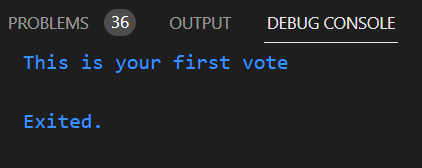 PROBLEMS 36 OUTPUT DEBUG CONSOLE
This is your first vote
Exited.